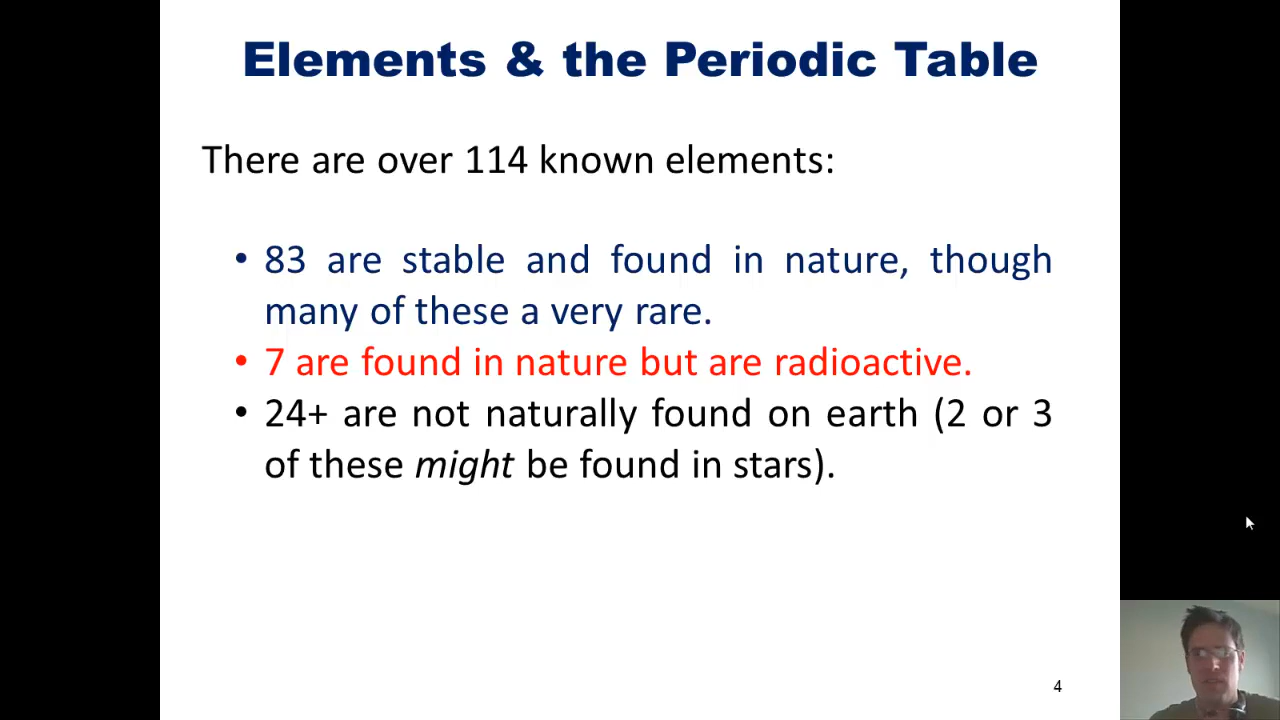 Elements & the Periodic Table
There are over 114 known elements:
• 83 are stable and found in nature, though
many of these a very rare.
• 7 are found in nature but are radioactive.
• 24+ are not naturally found on earth (2 or 3
of these might be found in stars).
4